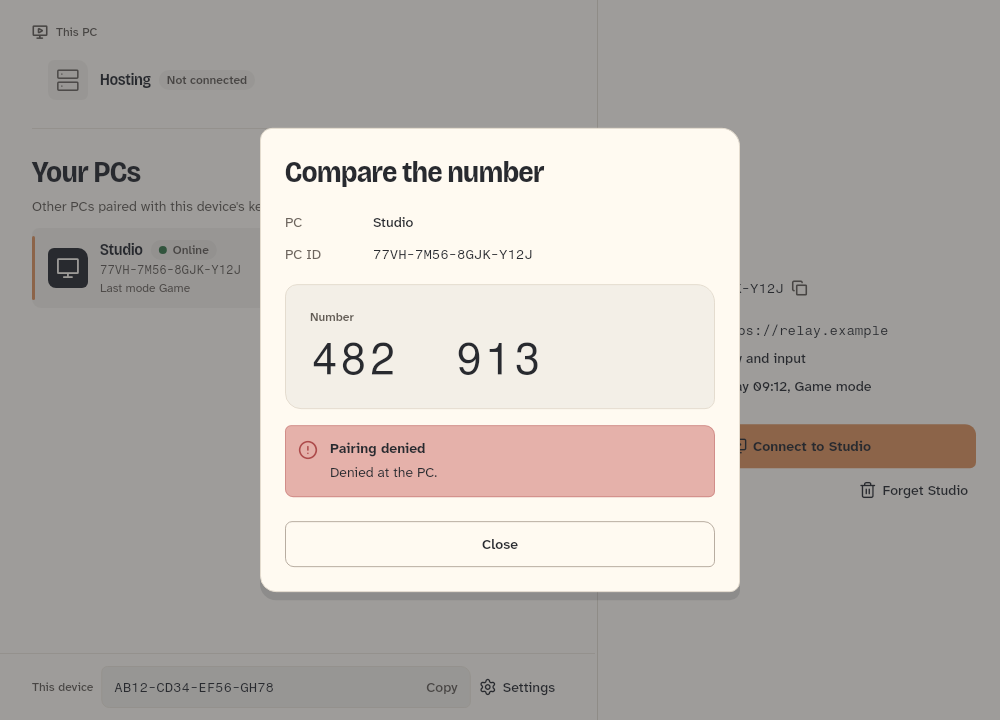 This PC
Hosting
Not connected
Your PCs
Other PCs paired with this device's
Studio
Online
77VH-7M56-8GJK-Y12J
Last mode Game
Compare the number
PC
Studio
PC ID
77VH-7M56-8GJK-Y12J
Number
482 913
Pairing denied
Denied at the PC.
Close
-Y12J
s://relay.example
and input
09:12, Game mode
Connect to Studio
Forget Studio
This device
AB12-CD34-EF56-GH78
Copy
Settings